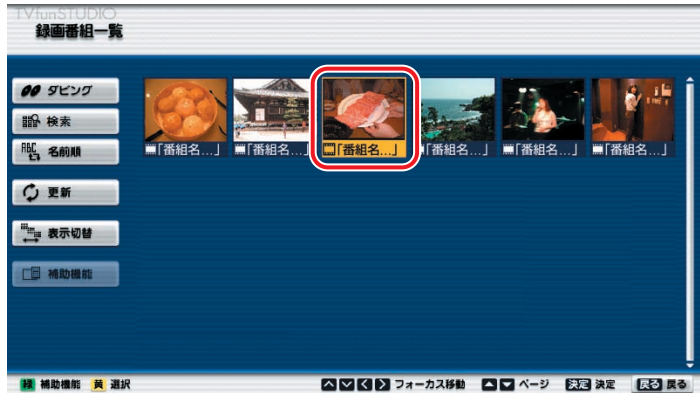 TVfunSTUDIO
録画番組一覧
ダビング
検索
ABC 名前順
更新
表示切替
補助機能
「番組名...」 「番組名...」 「番組名...」 「番組名...」 「番組名...」 「番組名...」
緑 補助機能 黄 選択 フォーカス移動 ページ 決定 決定 戻る 戻る